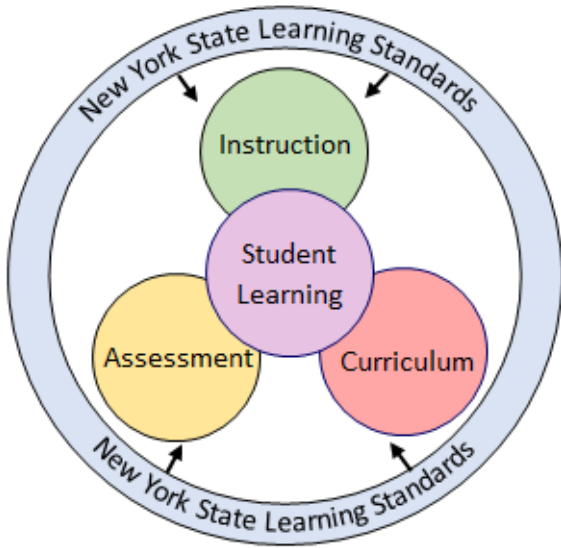 New York State Learning Standards
Instruction
Student
Learning
Assessment
Curriculum
New York State Learning Standards